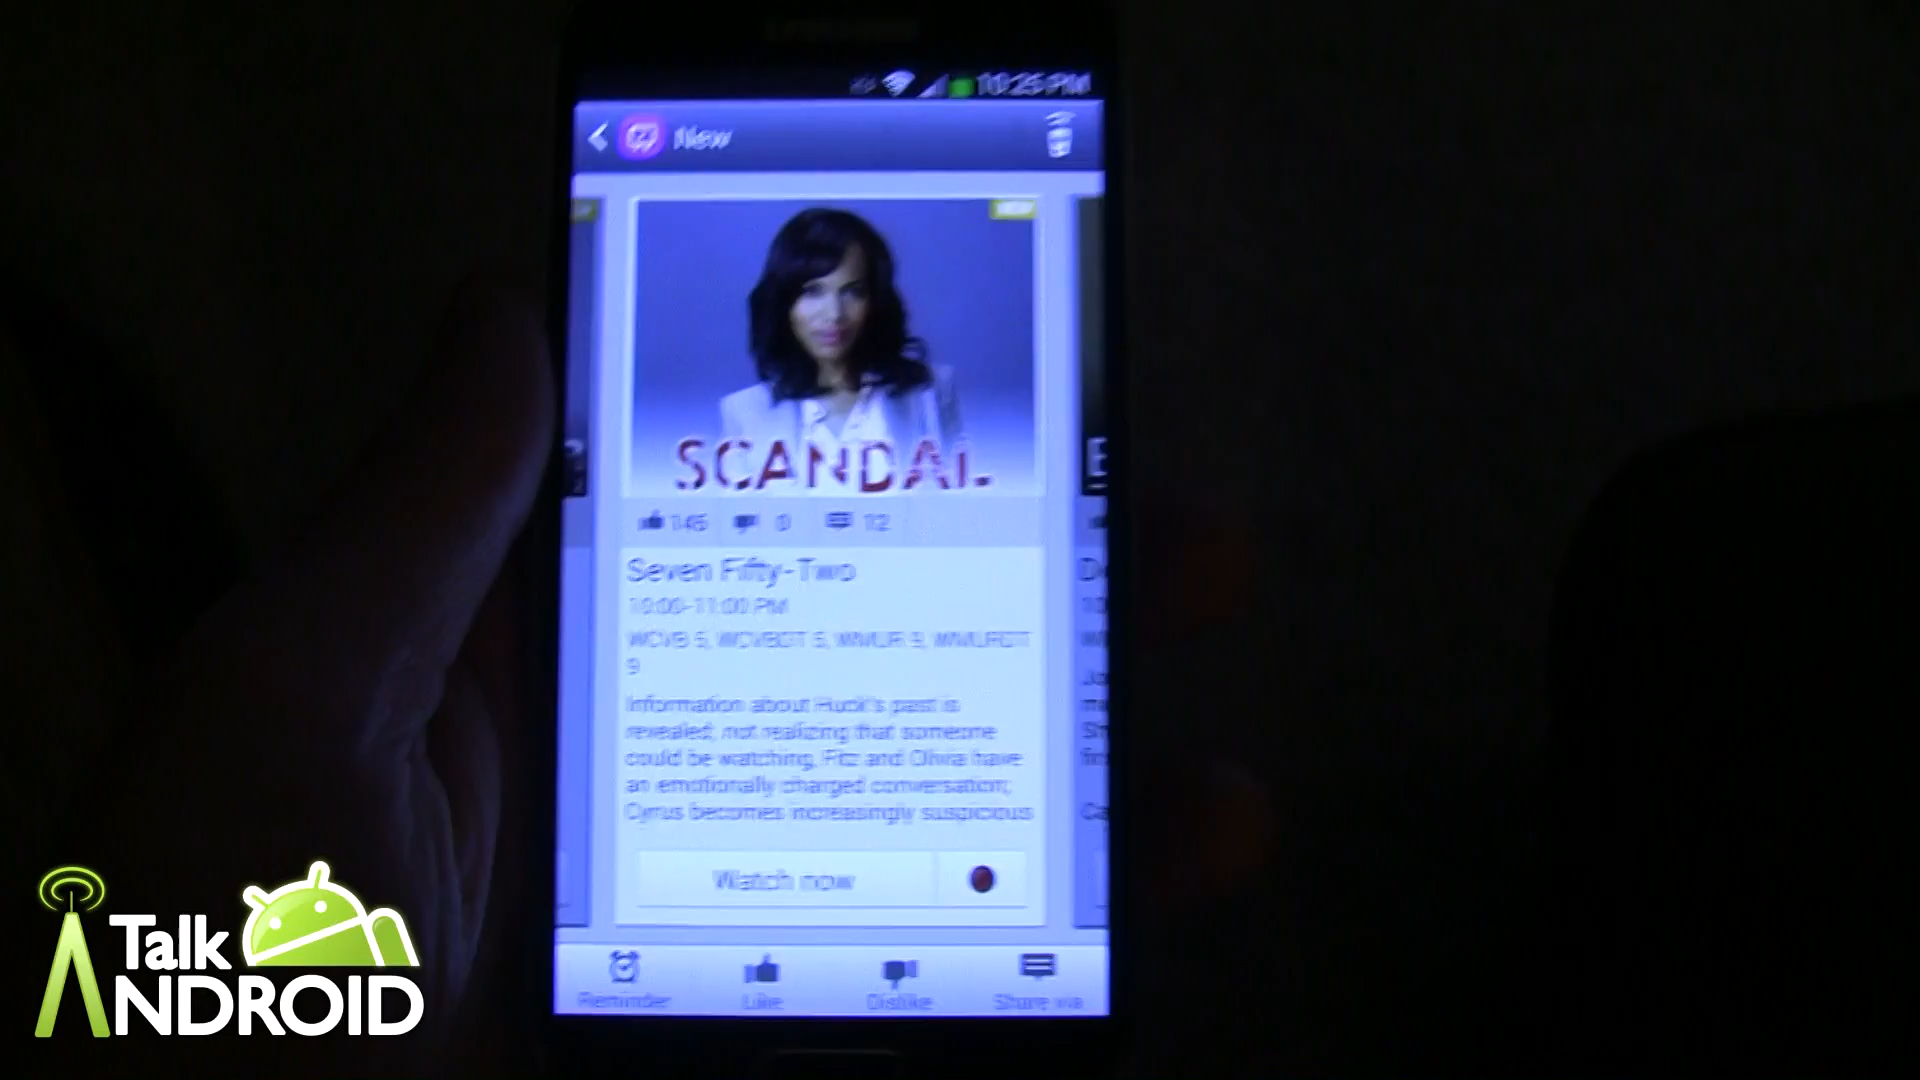 10:25 PM
New
NEW
SCANDAL
145 0 12
Seven Fifty-Two
10:00-11:00 PM
WCVB 5, WCVBDT 5, WMUR 9, WMURDT
9
Information about Huck's past is
revealed; not realizing that someone
could be watching, Fitz and Olivia have
an emotionally charged conversation;
Cyrus becomes increasingly suspicious
Watch now
Reminder Like Dislike Share via
Talk
ANDROID